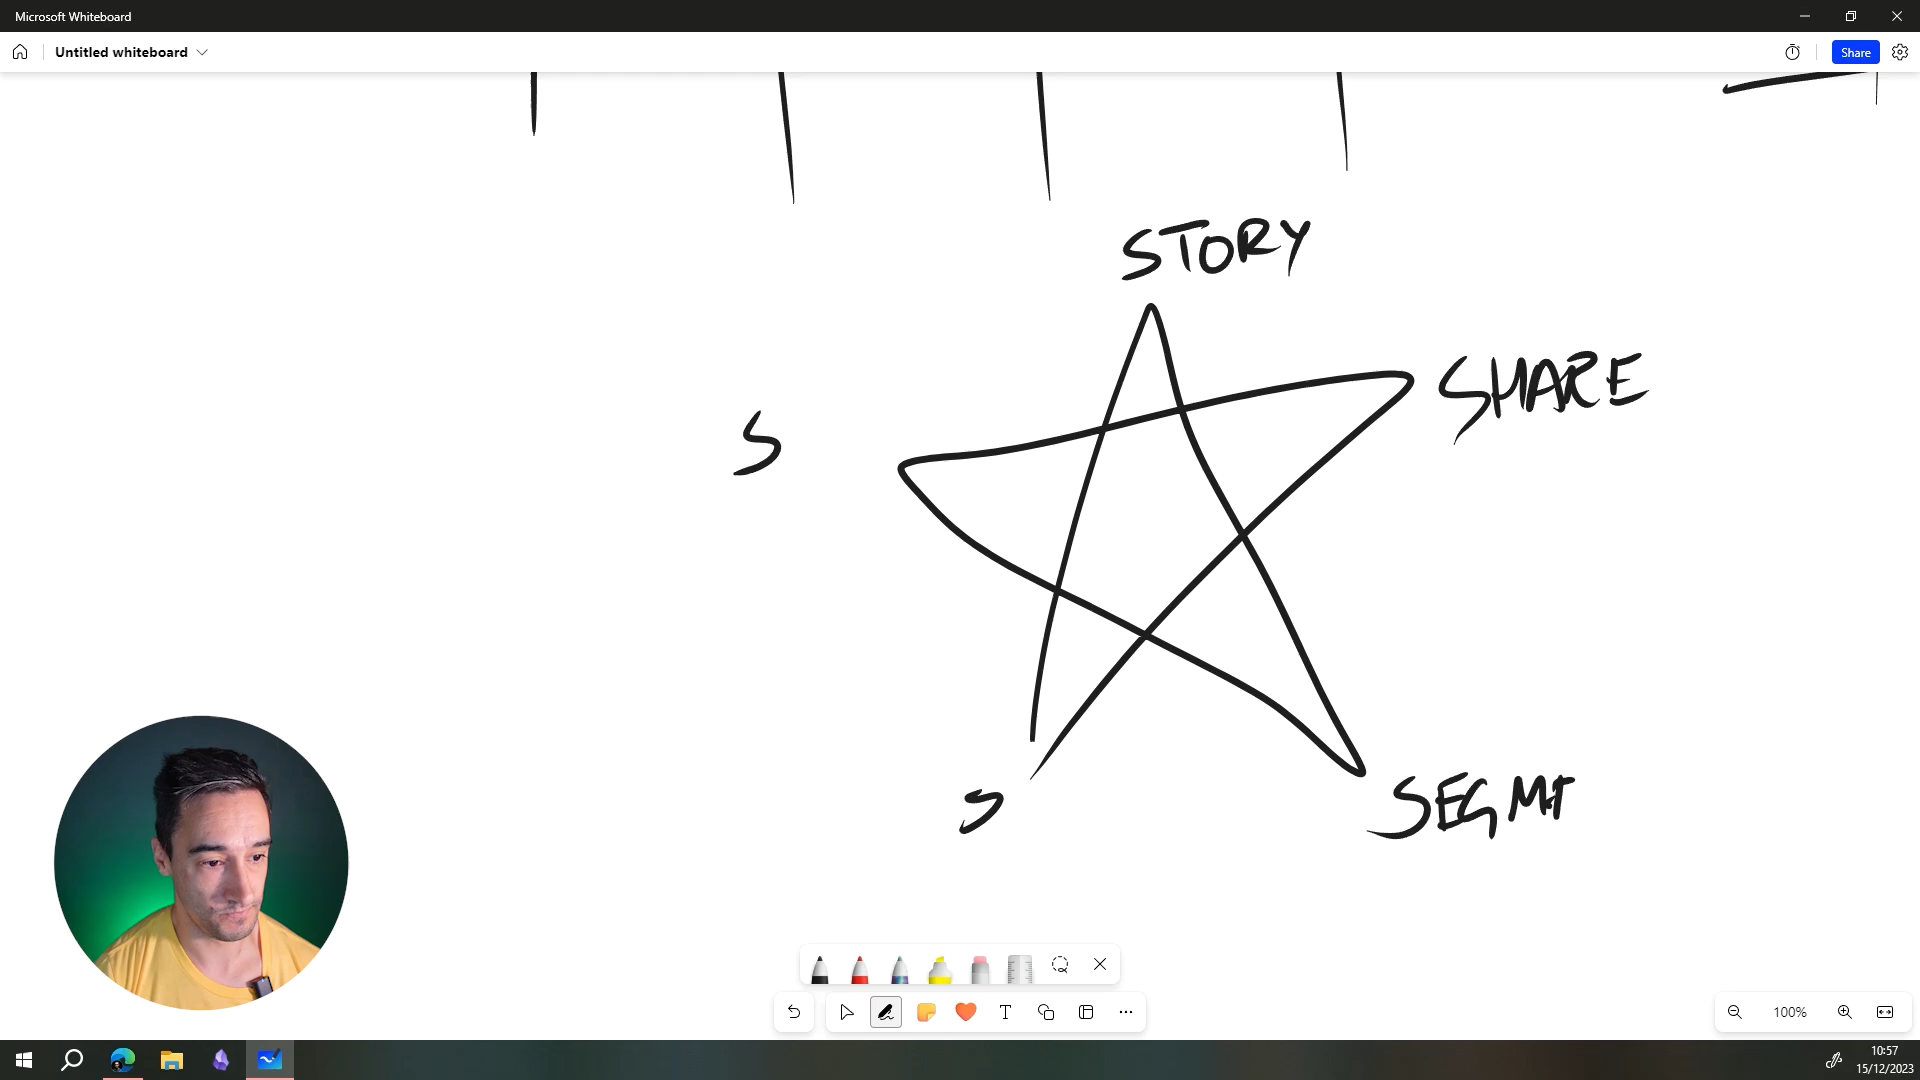 Microsoft Whiteboard
Untitled whiteboard
Share
STORY
SHARE
S
S
SEGMT
100%
10:57
15/12/2023